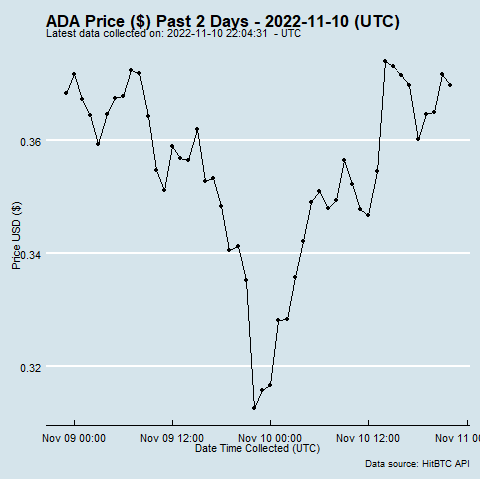 ADA Price ($) Past 2 Days - 2022-11-10 (UTC)
Latest data collected on: 2022-11-10 22:04:31 - UTC
Price USD ($)
0.36
0.34
0.32
Nov 09 00:00 Nov 09 12:00 Nov 10 00:00 Nov 10 12:00 Nov 11 00
Date Time Collected (UTC)
Data source: HitBTC API